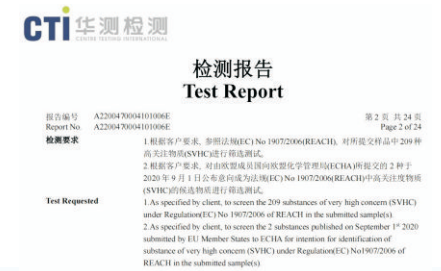 CTI 华测检测
CENTRE TESTING INTERNATIONAL
检测报告
Test Report
报告编号 A2200470004101006E 第 2 页 共 24 页
Report No. A2200470004101006E Page 2 of 24
检测要求 1.根据客户要求, 参照法规(EC) No 1907/2006(REACH), 对所提交样品中209种
高关注物质(SVHC)进行筛选测试。
2.根据客户要求, 对由欧盟成员国向欧盟化学管理局(ECHA)所提交的 2 种于
2020 年 9 月 1 日公布意向成为法规(EC) No 1907/2006(REACH)中高关注度物质
(SVHC)的候选物质进行筛选测试。
Test Requested 1.As specified by client, to screen the 209 substances of very high concern (SVHC)
under Regulation(EC) No 1907/2006 of REACH in the submitted sample(s).
2.As specified by client, to screen the 2 substances published on September 1st 2020
submitted by EU Member States to ECHA for intention for identification of
substance of very high concern (SVHC) under Regulation(EC) No1907/2006 of
REACH in the submitted sample(s).